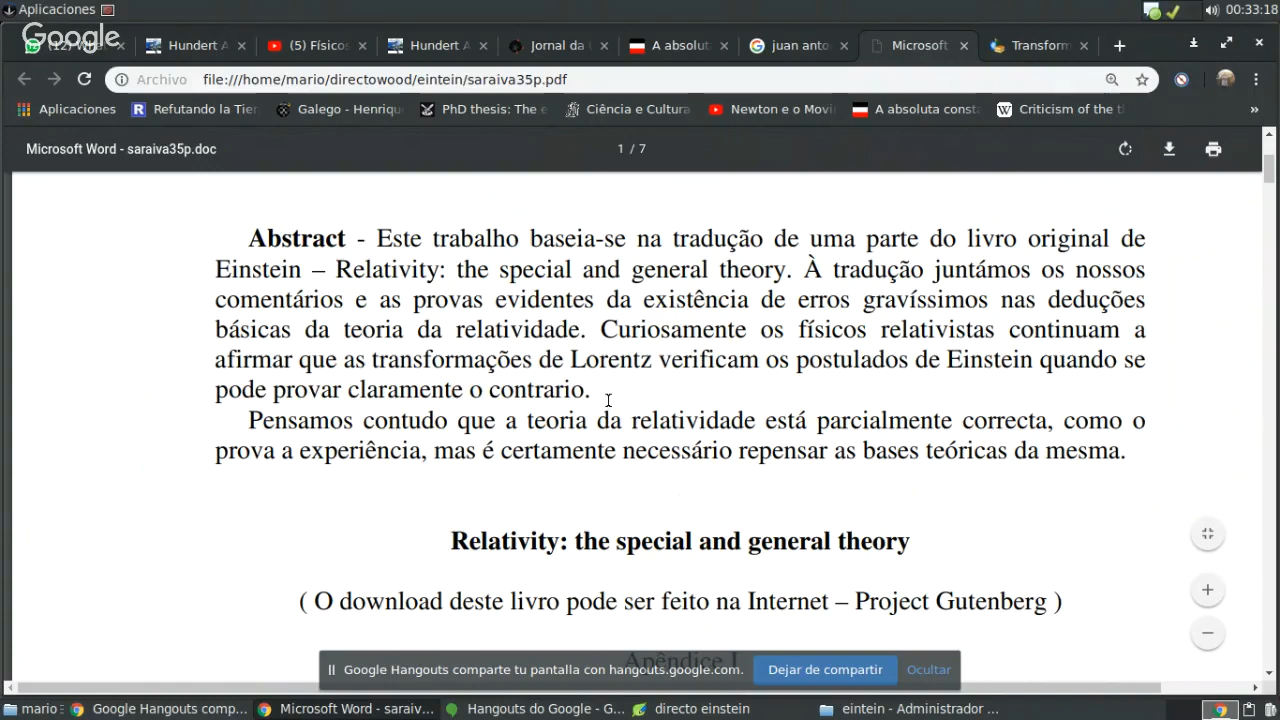 Aplicaciones
00:33:18
Google
Hundert A
(5) Físicos
Hundert A
Jornal da
A absolut
juan anto
Microsoft
Transform
Archivo file:///home/mario/directowood/eintein/saraiva35p.pdf
Aplicaciones Refutando la Tier Galego - Henriqu PhD thesis: The e Ciência e Cultura Newton e o Movi A absoluta const Criticism of the t »
Microsoft Word - saraiva35p.doc
1 / 7
Abstract - Este trabalho baseia-se na tradução de uma parte do livro original de
Einstein – Relativity: the special and general theory. À tradução juntámos os nossos
comentários e as provas evidentes da existência de erros gravíssimos nas deduções
básicas da teoria da relatividade. Curiosamente os físicos relativistas continuam a
afirmar que as transformações de Lorentz verificam os postulados de Einstein quando se
pode provar claramente o contrario.
Pensamos contudo que a teoria da relatividade está parcialmente correcta, como o
prova a experiência, mas é certamente necessário repensar as bases teóricas da mesma.
Relativity: the special and general theory
( O download deste livro pode ser feito na Internet – Project Gutenberg )
Apêndice I
Google Hangouts comparte tu pantalla con hangouts.google.com. Dejar de compartir Ocultar
mario Google Hangouts comp... Microsoft Word - saraiv... Hangouts do Google - G... directo einstein eintein - Administrador ...